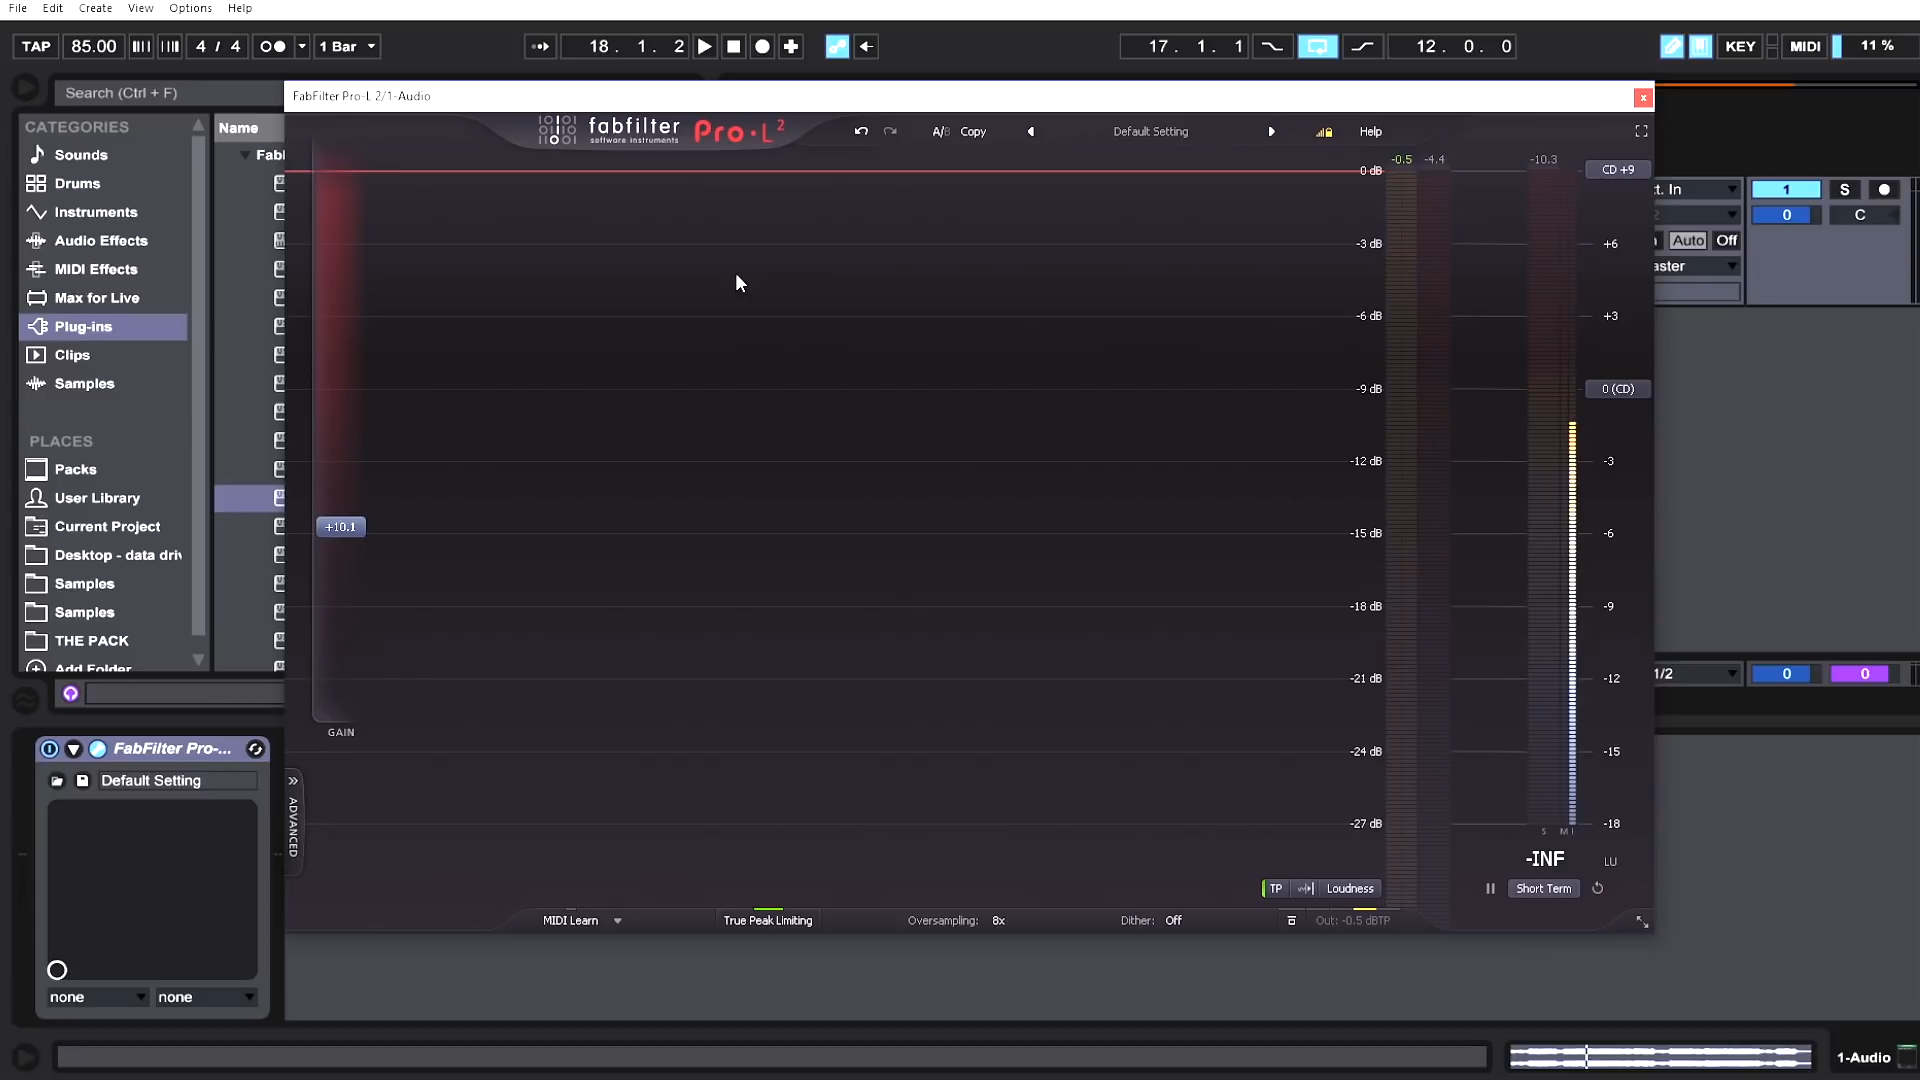 File Edit Create View Options Help
TAP 85.00 4 / 4 1 Bar 18. 1. 2 17. 1. 1 12. 0. 0 KEY MIDI 11 %
Search (Ctrl + F)
FabFilter Pro-L 2/1-Audio x
CATEGORIES
Name
Sounds
Drums
Instruments
Audio Effects
MIDI Effects
Max for Live
Plug-ins
Clips
Samples
PLACES
Packs
User Library
Current Project
Desktop - data driv
Samples
Samples
THE PACK
Add Folder
fabfilter Pro·L 2
software instruments
A/B Copy Default Setting Help
-0.5 -4.4 -10.3
0 dB CD +9
-3 dB +6
-6 dB +3
-9 dB 0 (CD)
-12 dB -3
-15 dB -6
-18 dB -9
-21 dB -12
-24 dB -15
-27 dB -18
+10.1
GAIN
ADVANCED
S M I
-INF LU
TP Loudness Short Term
MIDI Learn True Peak Limiting Oversampling: 8x Dither: Off Out: -0.5 dBTP
t. In 1 S
0 C
Auto Off
aster
1/2 0 0
FabFilter Pro-...
Default Setting
none none
1-Audio